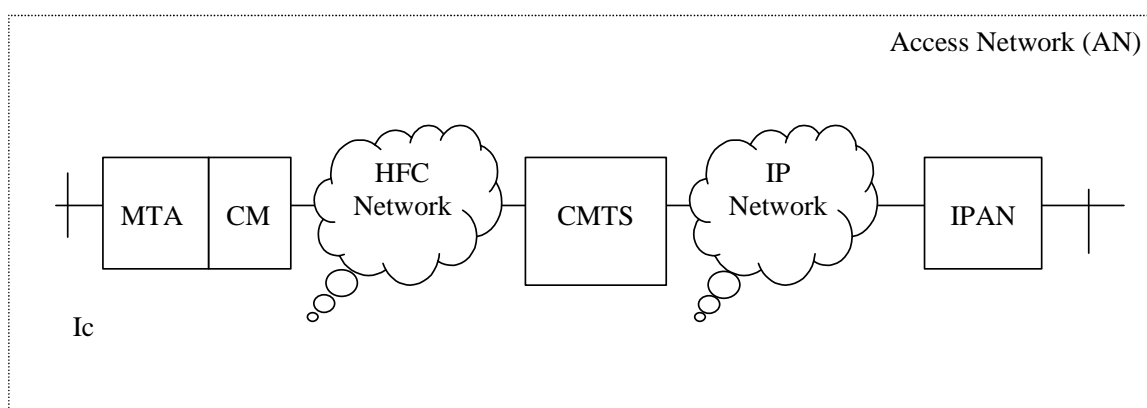 Access Network (AN)
HFC
Network
IP
Network
MTA
CM
CMTS
IPAN
Ic